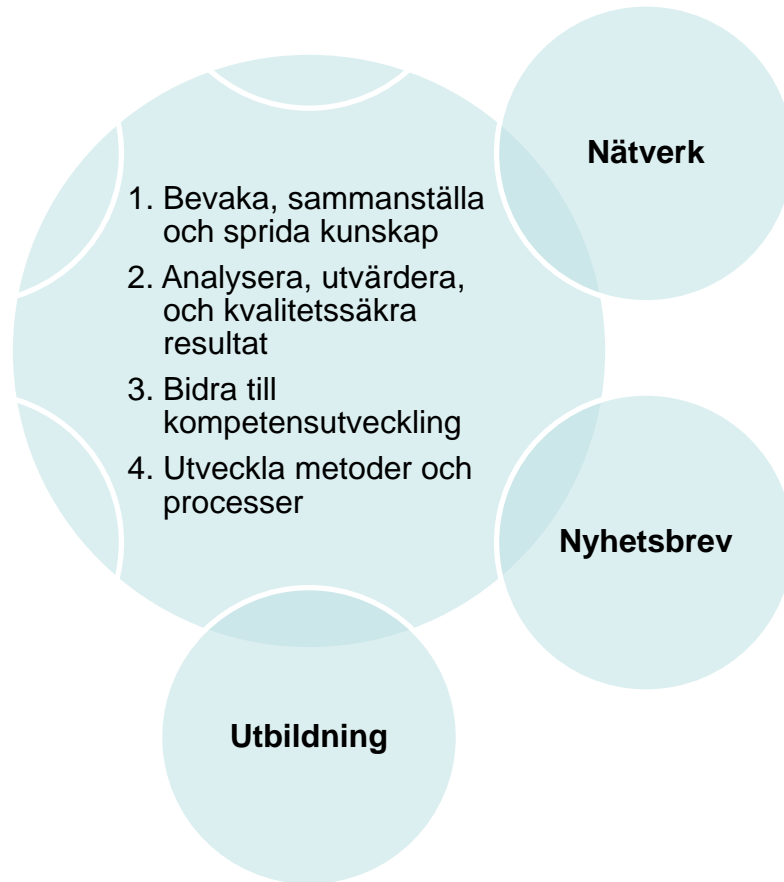 Nätverk
1. Bevaka, sammanställa
och sprida kunskap
2. Analysera, utvärdera,
och kvalitetssäkra
resultat
3. Bidra till
kompetensutveckling
4. Utveckla metoder och
processer
Nyhetsbrev
Utbildning